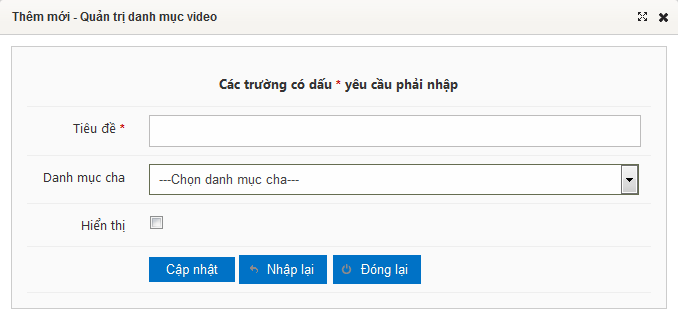 Thêm mới - Quản trị danh mục video
Các trường có dấu * yêu cầu phải nhập
Tiêu đề *
Danh mục cha
---Chọn danh mục cha---
Hiển thị
Cập nhật
Nhập lại
Đóng lại